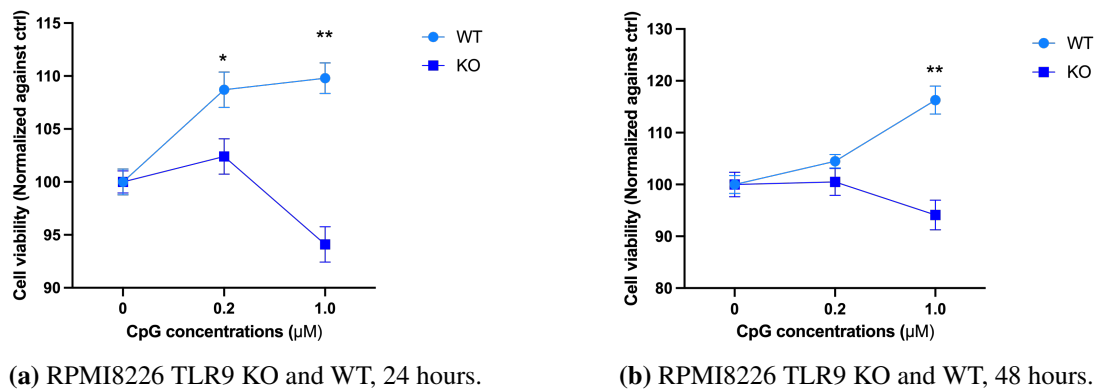 115
110
105
100
95
90
Cell viability (Normalized against ctrl)
*
**
0
0.2
1.0
CpG concentrations (µM)
WT
KO
(a) RPMI8226 TLR9 KO and WT, 24 hours.
130
120
110
100
90
80
Cell viability (Normalized against ctrl)
**
0
0.2
1.0
CpG concentrations (µM)
WT
KO
(b) RPMI8226 TLR9 KO and WT, 48 hours.